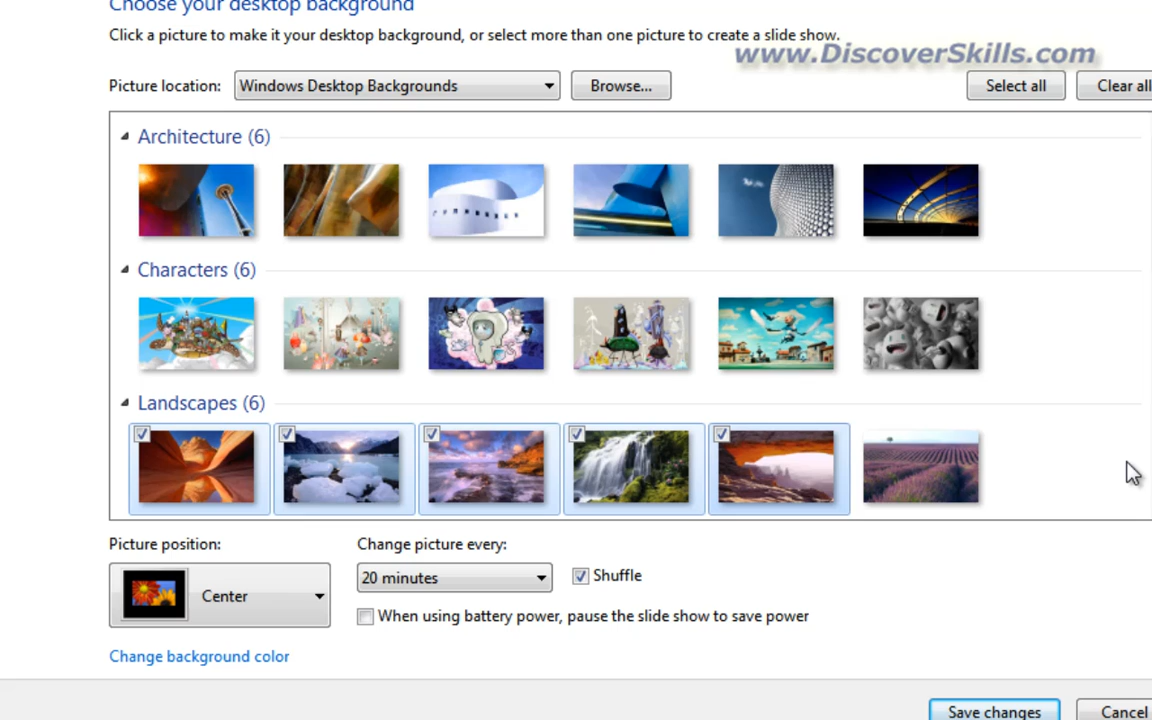 Choose your desktop background
Click a picture to make it your desktop background, or select more than one picture to create a slide show.
www.DiscoverSkills.com
Picture location: Windows Desktop Backgrounds Browse... Select all Clear all
Architecture (6)
Characters (6)
Landscapes (6)
Picture position: Change picture every:
Center 20 minutes Shuffle
When using battery power, pause the slide show to save power
Change background color
Save changes Cancel